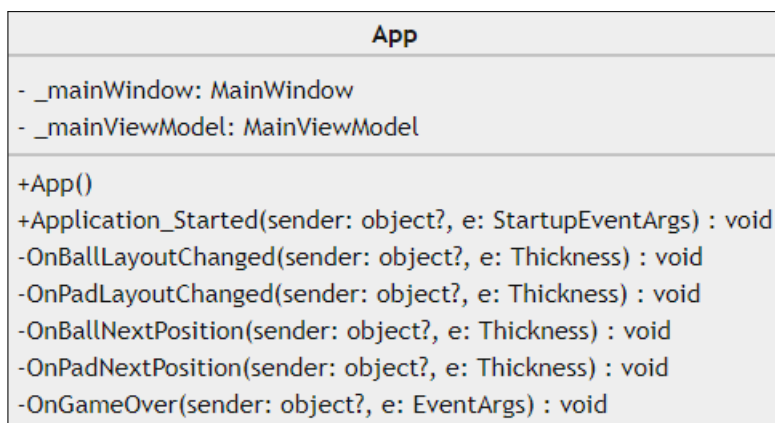 App
- _mainWindow: MainWindow
- _mainViewModel: MainViewModel
+App()
+Application_Started(sender: object?, e: StartupEventArgs) : void
-OnBallLayoutChanged(sender: object?, e: Thickness) : void
-OnPadLayoutChanged(sender: object?, e: Thickness) : void
-OnBallNextPosition(sender: object?, e: Thickness) : void
-OnPadNextPosition(sender: object?, e: Thickness) : void
-OnGameOver(sender: object?, e: EventArgs) : void